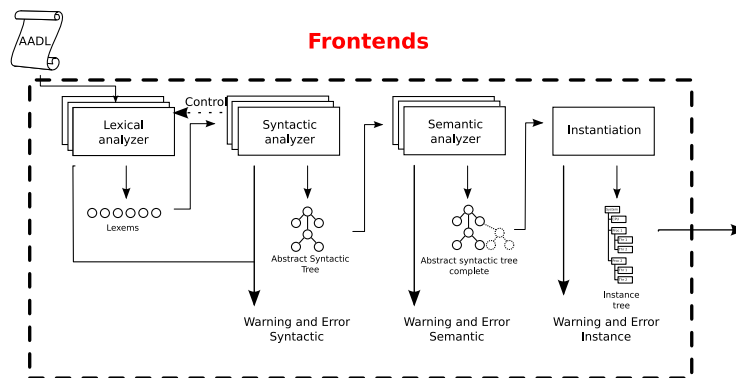 AADL
Frontends
Control
Lexical
analyzer
Syntactic
analyzer
Semantic
analyzer
Instantiation
Lexems
Abstract Syntactic
Tree
Abstract syntactic tree
complete
Instance
tree
Warning and Error
Syntactic
Warning and Error
Semantic
Warning and Error
Instance